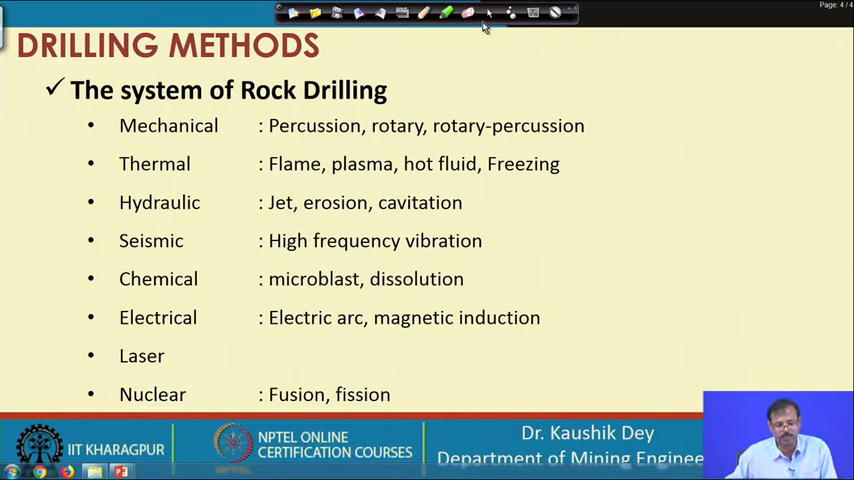 Page: 4 / 4
DRILLING METHODS
✓ The system of Rock Drilling
• Mechanical : Percussion, rotary, rotary-percussion
• Thermal : Flame, plasma, hot fluid, Freezing
• Hydraulic : Jet, erosion, cavitation
• Seismic : High frequency vibration
• Chemical : microblast, dissolution
• Electrical : Electric arc, magnetic induction
• Laser
• Nuclear : Fusion, fission
IIT KHARAGPUR
NPTEL ONLINE
CERTIFICATION COURSES
Dr. Kaushik Dey
Department of Mining Enginee